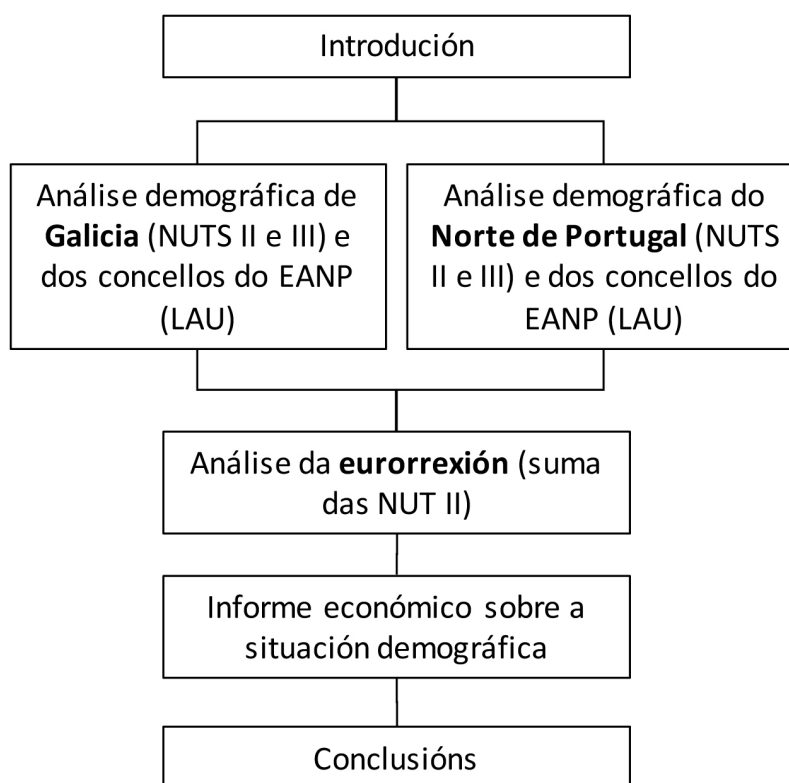 Introdución
Análise demográfica de
Galicia (NUTS II e III) e
dos concellos do EANP
(LAU)
Análise demográfica do
Norte de Portugal (NUTS
II e III) e dos concellos do
EANP (LAU)
Análise da eurorrexión (suma
das NUT II)
Informe económico sobre a
situación demográfica
Conclusións